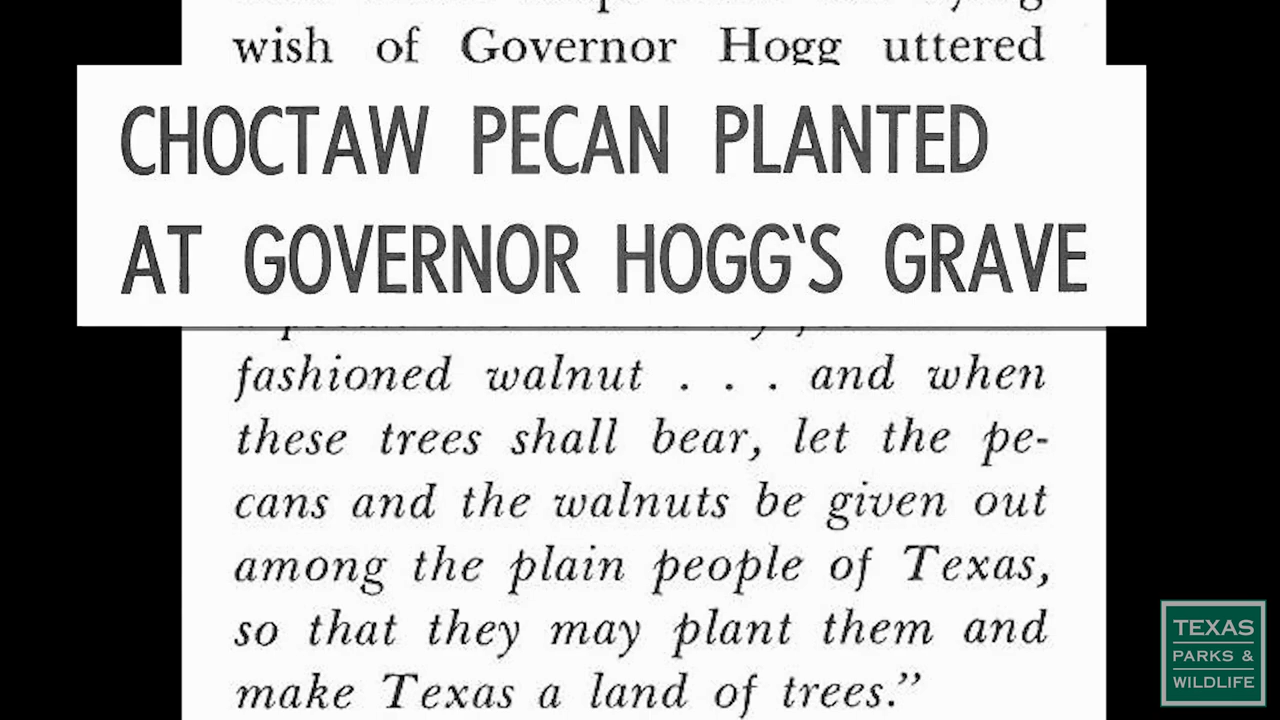 wish of Governor Hogg uttered
CHOCTAW PECAN PLANTED
AT GOVERNOR HOGG'S GRAVE
fashioned walnut . . . and when
these trees shall bear, let the pe-
cans and the walnuts be given out
among the plain people of Texas,
so that they may plant them and
make Texas a land of trees.”
TEXAS
PARKS &
WILDLIFE